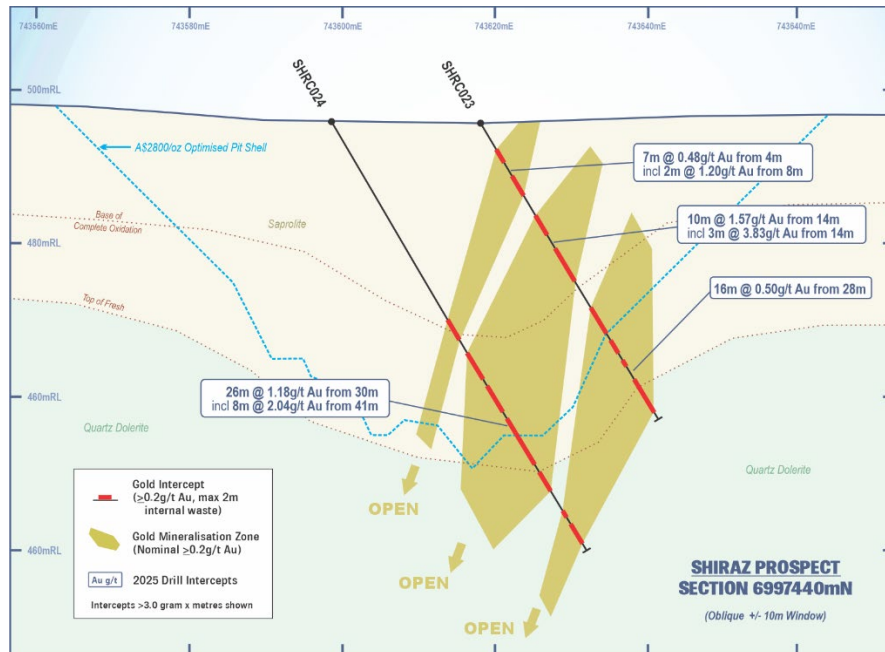 743560mE 743580mE 743600mE 743620mE 743640mE 743640mE
SHRC024
SHRC023
500mRL
A$2800/oz Optimised Pit Shell
7m @ 0.48g/t Au from 4m
incl 2m @ 1.20g/t Au from 8m
Base of
Complete Oxidation
Saprolite
10m @ 1.57g/t Au from 14m
incl 3m @ 3.83g/t Au from 14m
480mRL
16m @ 0.50g/t Au from 28m
Top of Fresh
26m @ 1.18g/t Au from 30m
incl 8m @ 2.04g/t Au from 41m
460mRL
Quartz Dolerite
Quartz Dolerite
Gold Intercept
(≥0.2g/t Au, max 2m
internal waste)
Gold Mineralisation Zone
(Nominal ≥0.2g/t Au)
Au g/t 2025 Drill Intercepts
Intercepts >3.0 gram x metres shown
OPEN
OPEN
OPEN
460mRL
SHIRAZ PROSPECT
SECTION 6997440mN
(Oblique +/- 10m Window)